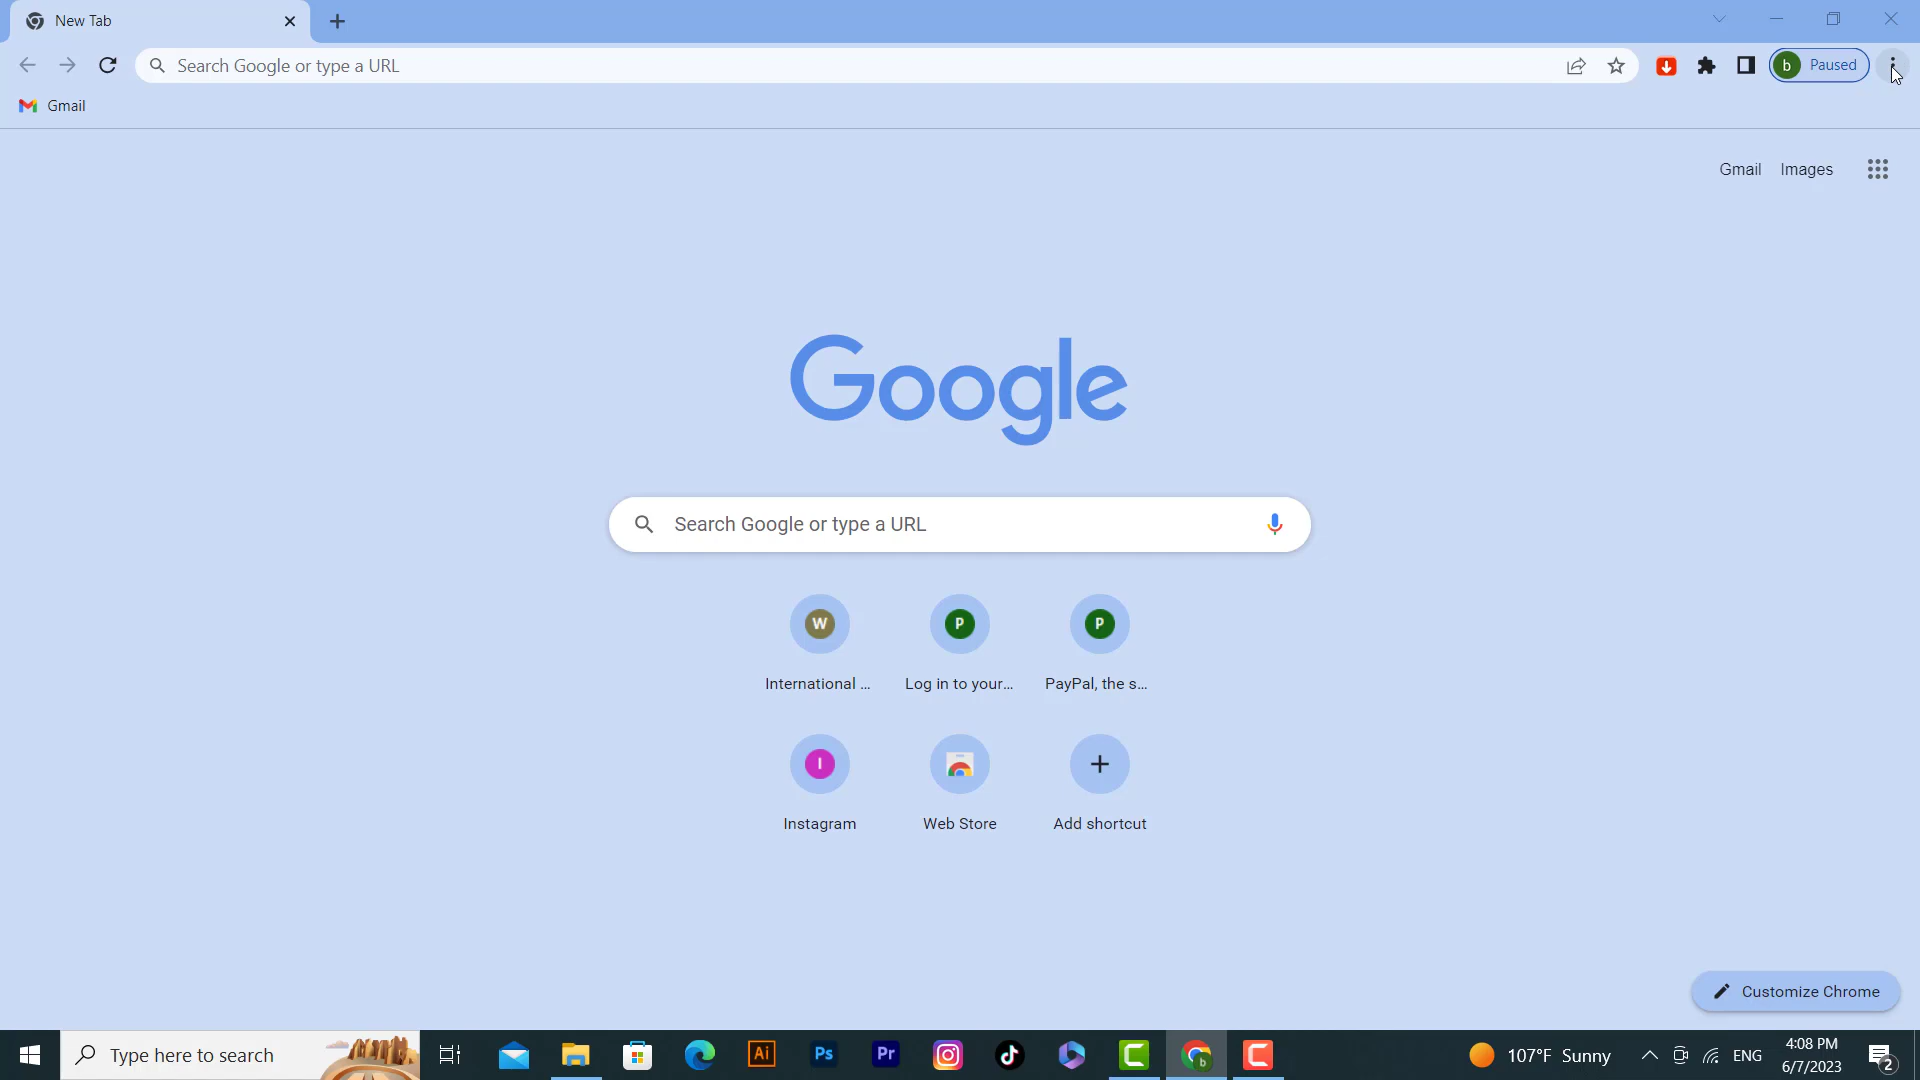 New Tab
Search Google or type a URL
b Paused
Gmail
Gmail Images
Google
Search Google or type a URL
W P P
International ... Log in to your... PayPal, the s...
I
Instagram Web Store Add shortcut
Customize Chrome
Type here to search
Ai Ps Pr
b
107°F Sunny
ENG
4:08 PM
6/7/2023
2